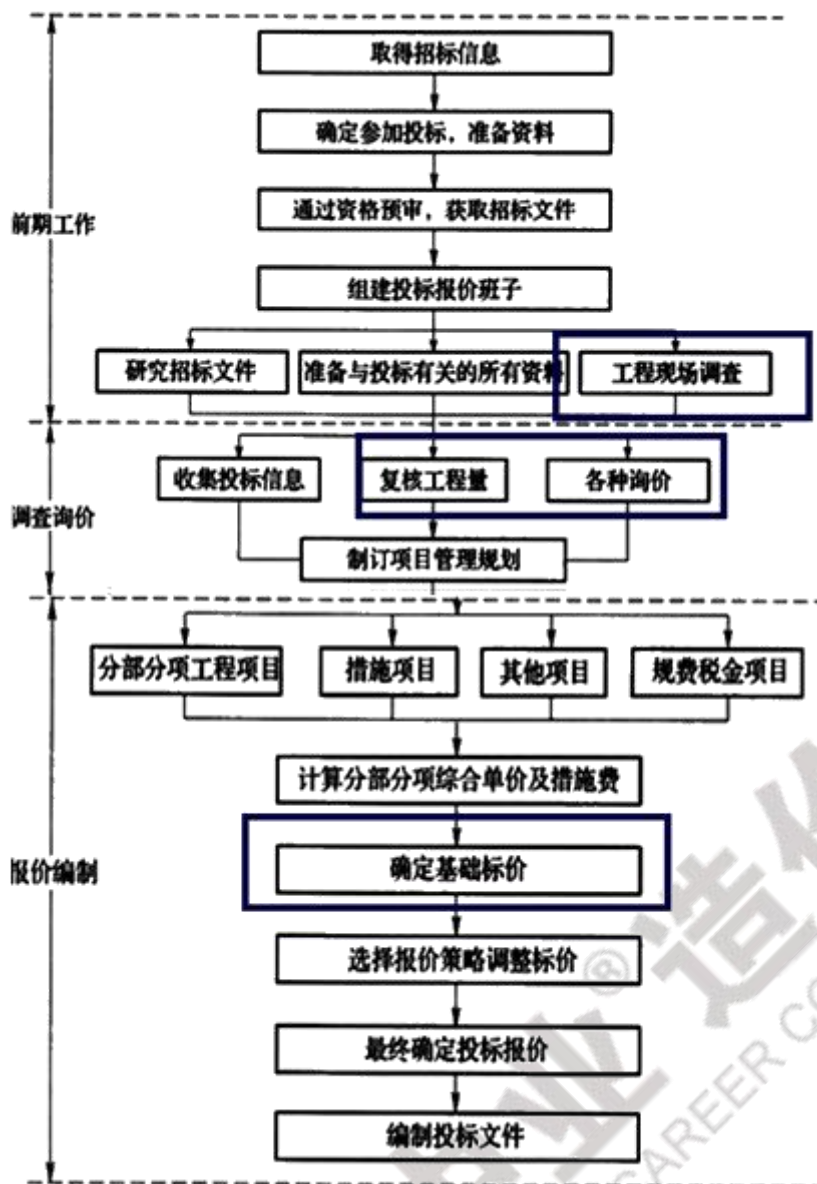 取得招标信息
确定参加投标，准备资料
通过资格预审，获取招标文件
前期工作
组建投标报价班子
研究招标文件
准备与投标有关的所有资料
工程现场调查
收集投标信息
复核工程量
各种询价
调查询价
制订项目管理规划
分部分项工程项目
措施项目
其他项目
规费税金项目
计算分部分项综合单价及措施费
报价编制
确定基础标价
选择报价策略调整标价
®
造价
业
最终确定投标报价
CAREER CO
编制投标文件